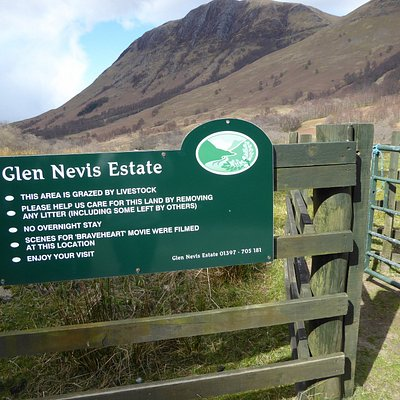 Glen Nevis Estate
THIS AREA IS GRAZED BY LIVESTOCK
PLEASE HELP US CARE FOR THIS LAND BY REMOVING
ANY LITTER (INCLUDING SOME LEFT BY OTHERS)
NO OVERNIGHT STAY
SCENES FOR 'BRAVEHEART' MOVIE WERE FILMED
AT THIS LOCATION
ENJOY YOUR VISIT
Glen Nevis Estate 01397 - 705 181